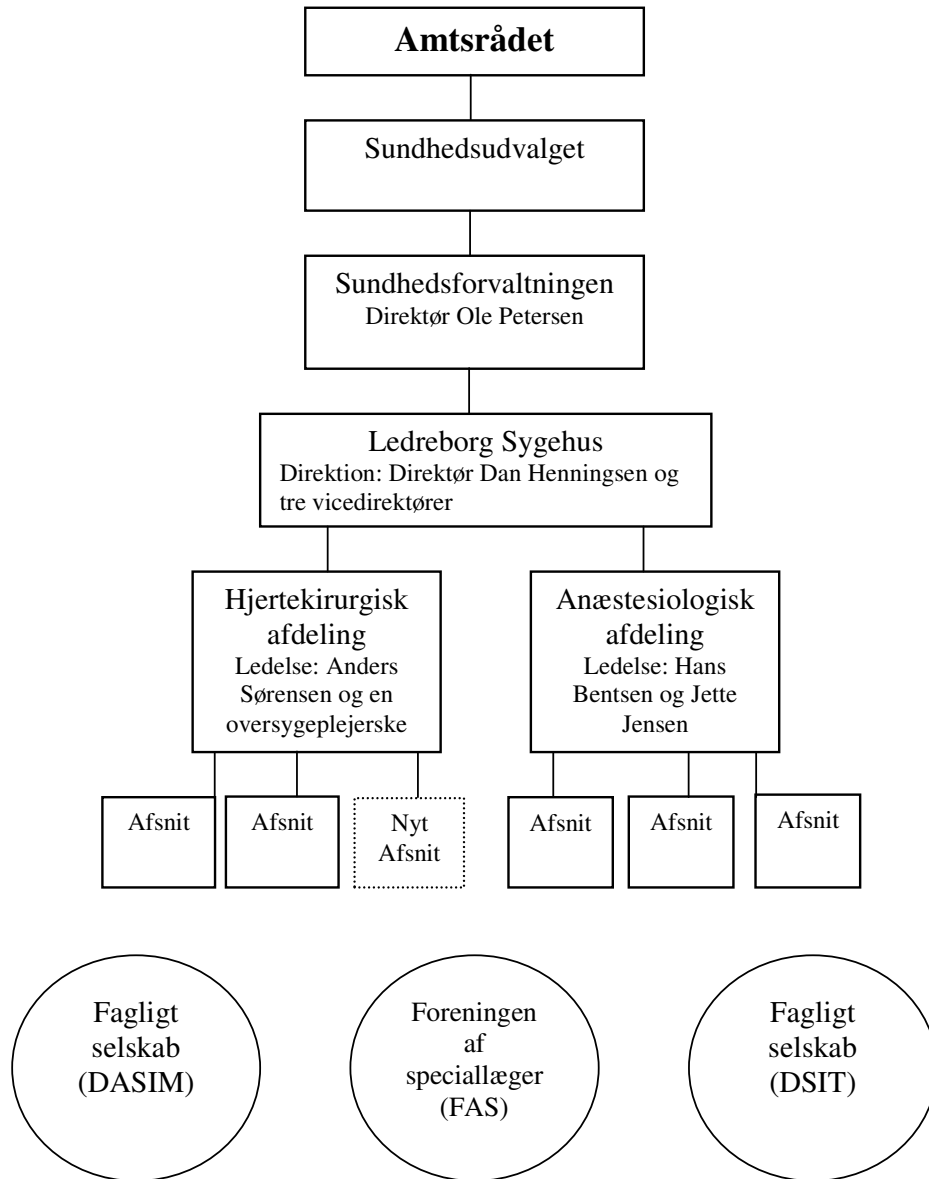 Amtsrådet
Sundhedsudvalget
Sundhedsforvaltningen
Direktør Ole Petersen
Ledreborg Sygehus
Direktion: Direktør Dan Henningsen og
tre vicedirektører
Hjertekirurgisk
afdeling
Ledelse: Anders
Sørensen og en
oversygeplejerske
Anæstesiologisk
afdeling
Ledelse: Hans
Bentsen og Jette
Jensen
Afsnit
Afsnit
Nyt
Afsnit
Afsnit
Afsnit
Afsnit
Fagligt
selskab
(DASIM)
Foreningen
af
speciallæger
(FAS)
Fagligt
selskab
(DSIT)